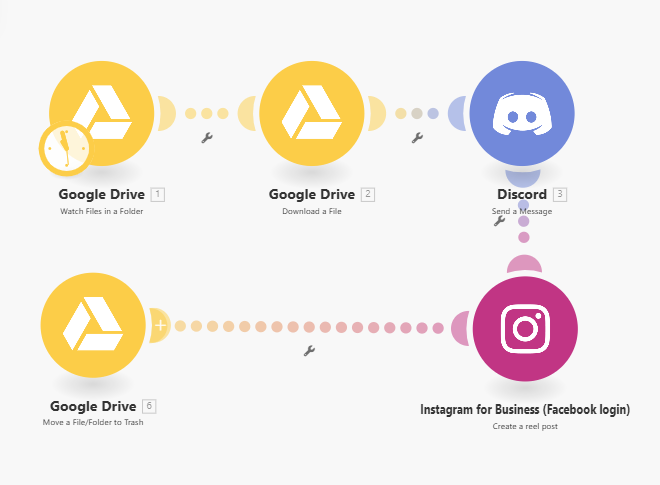 Google Drive 1
Watch Files in a Folder
Google Drive 2
Download a File
Discord 3
Send a Message
Google Drive 6
Move a File/Folder to Trash
Instagram for Business (Facebook login)
Create a reel post